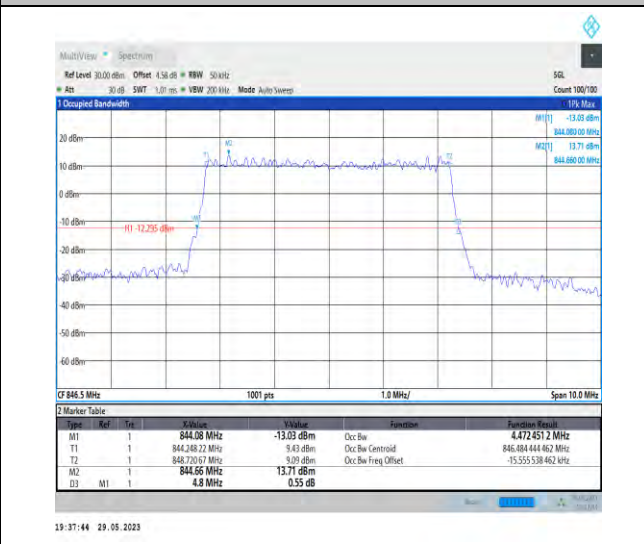 MultiView Spectrum
Ref Level 30.00 dBm Offset 4.56 dB RBW 50 kHz SGL
Att 30 dB SWT 1.01 ms VBW 200 kHz Mode Auto Sweep Count 100/100
1 Occupied Bandwidth 1Pk Max
M1[1] -13.03 dBm
844.08000 MHz
M2[1] 13.71 dBm
844.66000 MHz
20 dBm
M2
T1 T2
10 dBm
0 dBm
-10 dBm
H1 -12.295 dBm
-20 dBm
-30 dBm
-40 dBm
-50 dBm
-60 dBm
CF 846.5 MHz 1001 pts 1.0 MHz/ Span 10.0 MHz
2 Marker Table
Type Ref Trc X-Value Y-Value Function Function Result
M1 1 844.08 MHz -13.03 dBm Occ Bw 4.472 451 2 MHz
T1 1 844.248 22 MHz 9.43 dBm Occ Bw Centroid 846.484 444 462 MHz
T2 1 848.720 67 MHz 9.09 dBm Occ Bw Freq Offset -15.555 538 462 kHz
M2 1 844.66 MHz 13.71 dBm
D3 M1 1 4.8 MHz 0.55 dB
19:37:44 29.05.2023